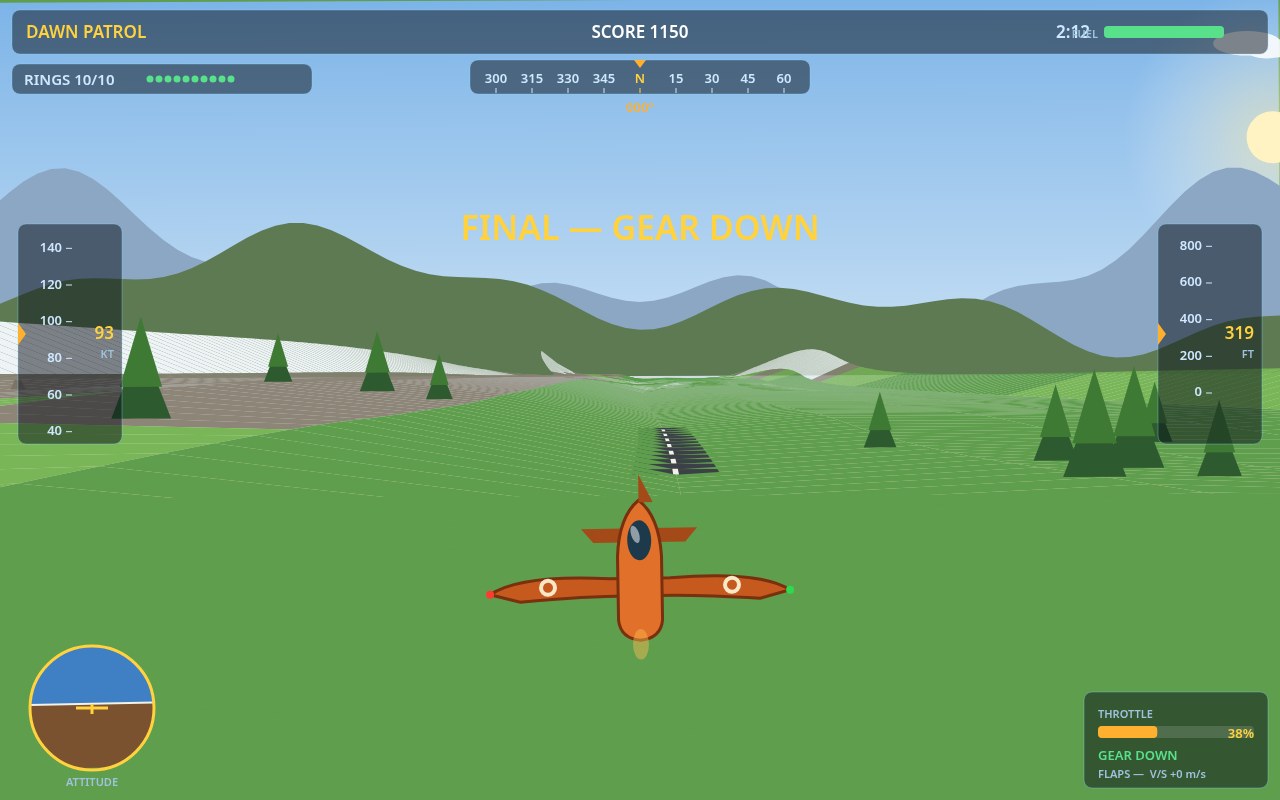 DAWN PATROL
SCORE 1150
2:12
FUEL
RINGS 10/10
300 315 330 345 N 15 30 45 60
000°
FINAL — GEAR DOWN
140 –
120 –
100 –
93
80 –
KT
60 –
40 –
800 –
600 –
400 –
319
200 –
FT
0 –
ATTITUDE
THROTTLE
38%
GEAR DOWN
FLAPS — V/S +0 m/s